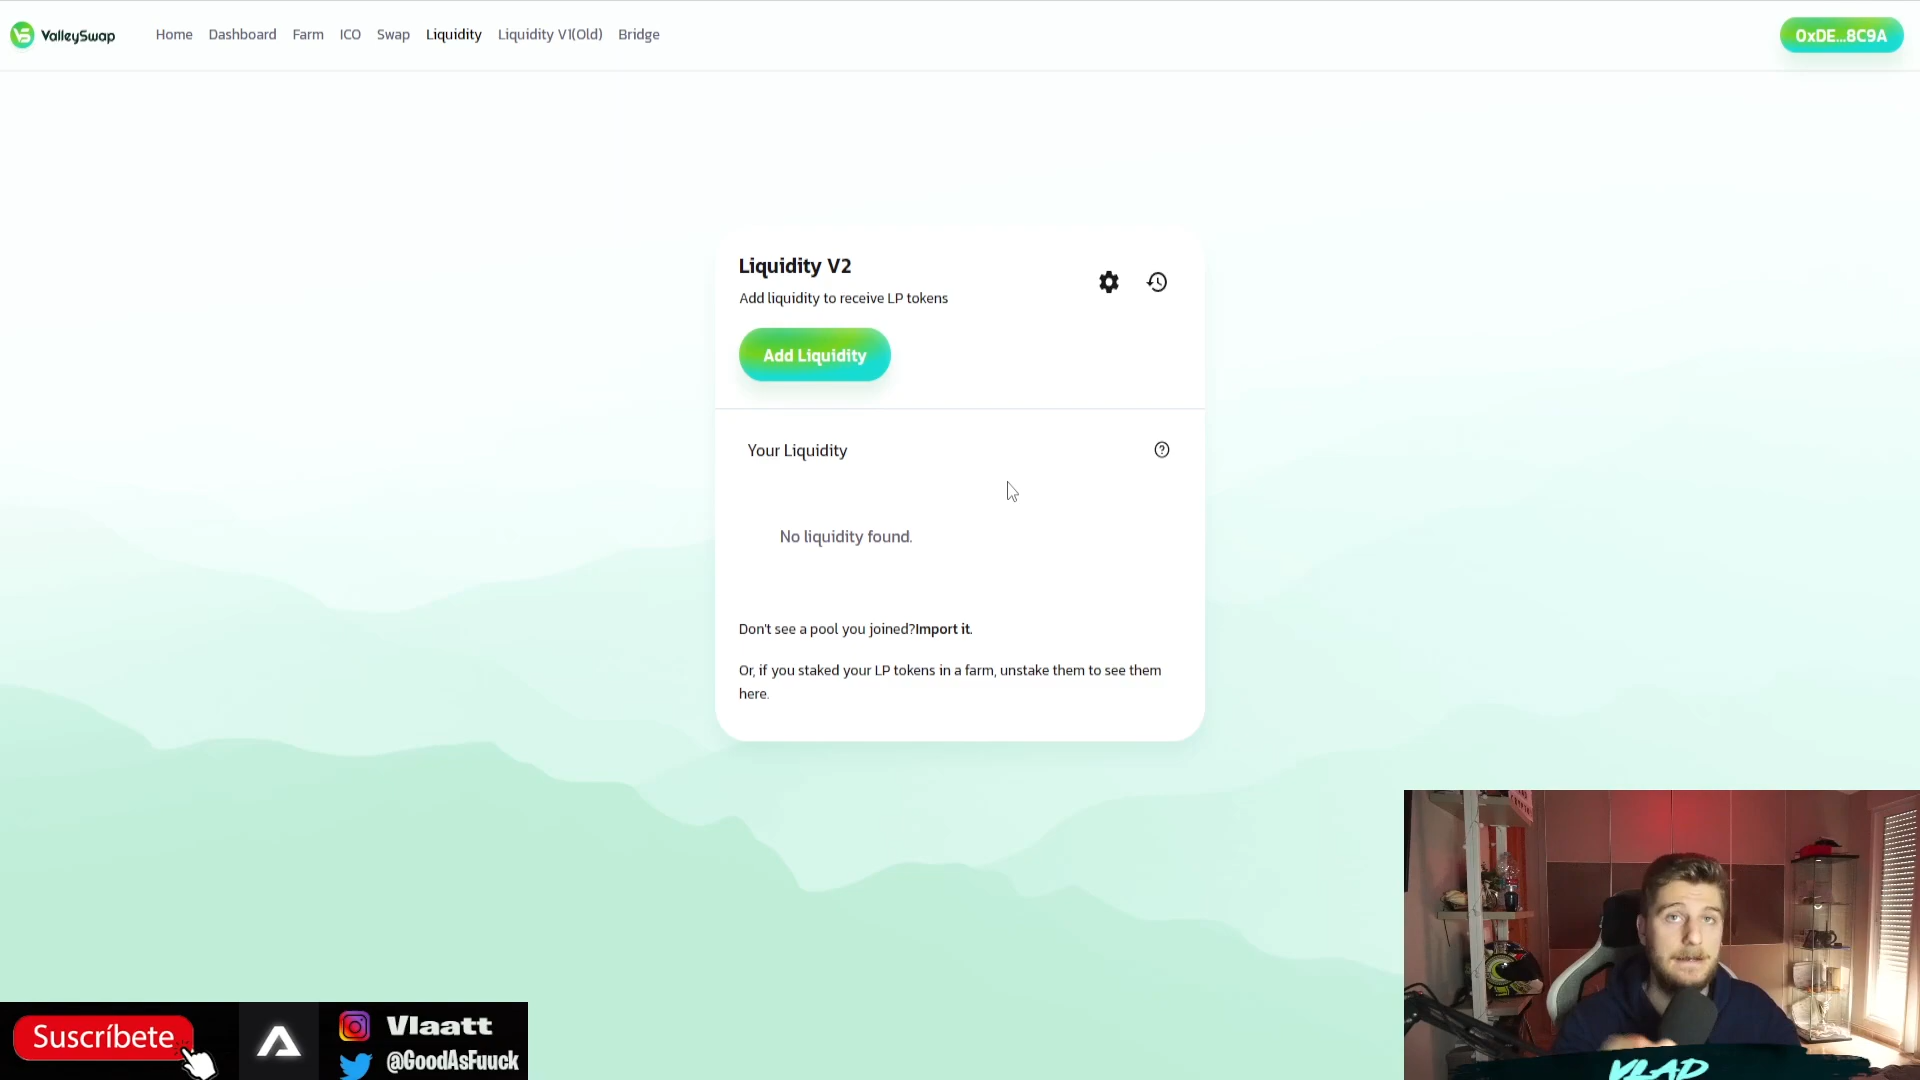 ValleySwap
Home
Dashboard
Farm
ICO
Swap
Liquidity
Liquidity V1(Old)
Bridge
0xDE...8C9A
Liquidity V2
Add liquidity to receive LP tokens
Add Liquidity
Your Liquidity
No liquidity found.
Don't see a pool you joined?Import it.
Or, if you staked your LP tokens in a farm, unstake them to see them
here.
Suscríbete
Vlaatt
@GoodAsFuuck
VLAD